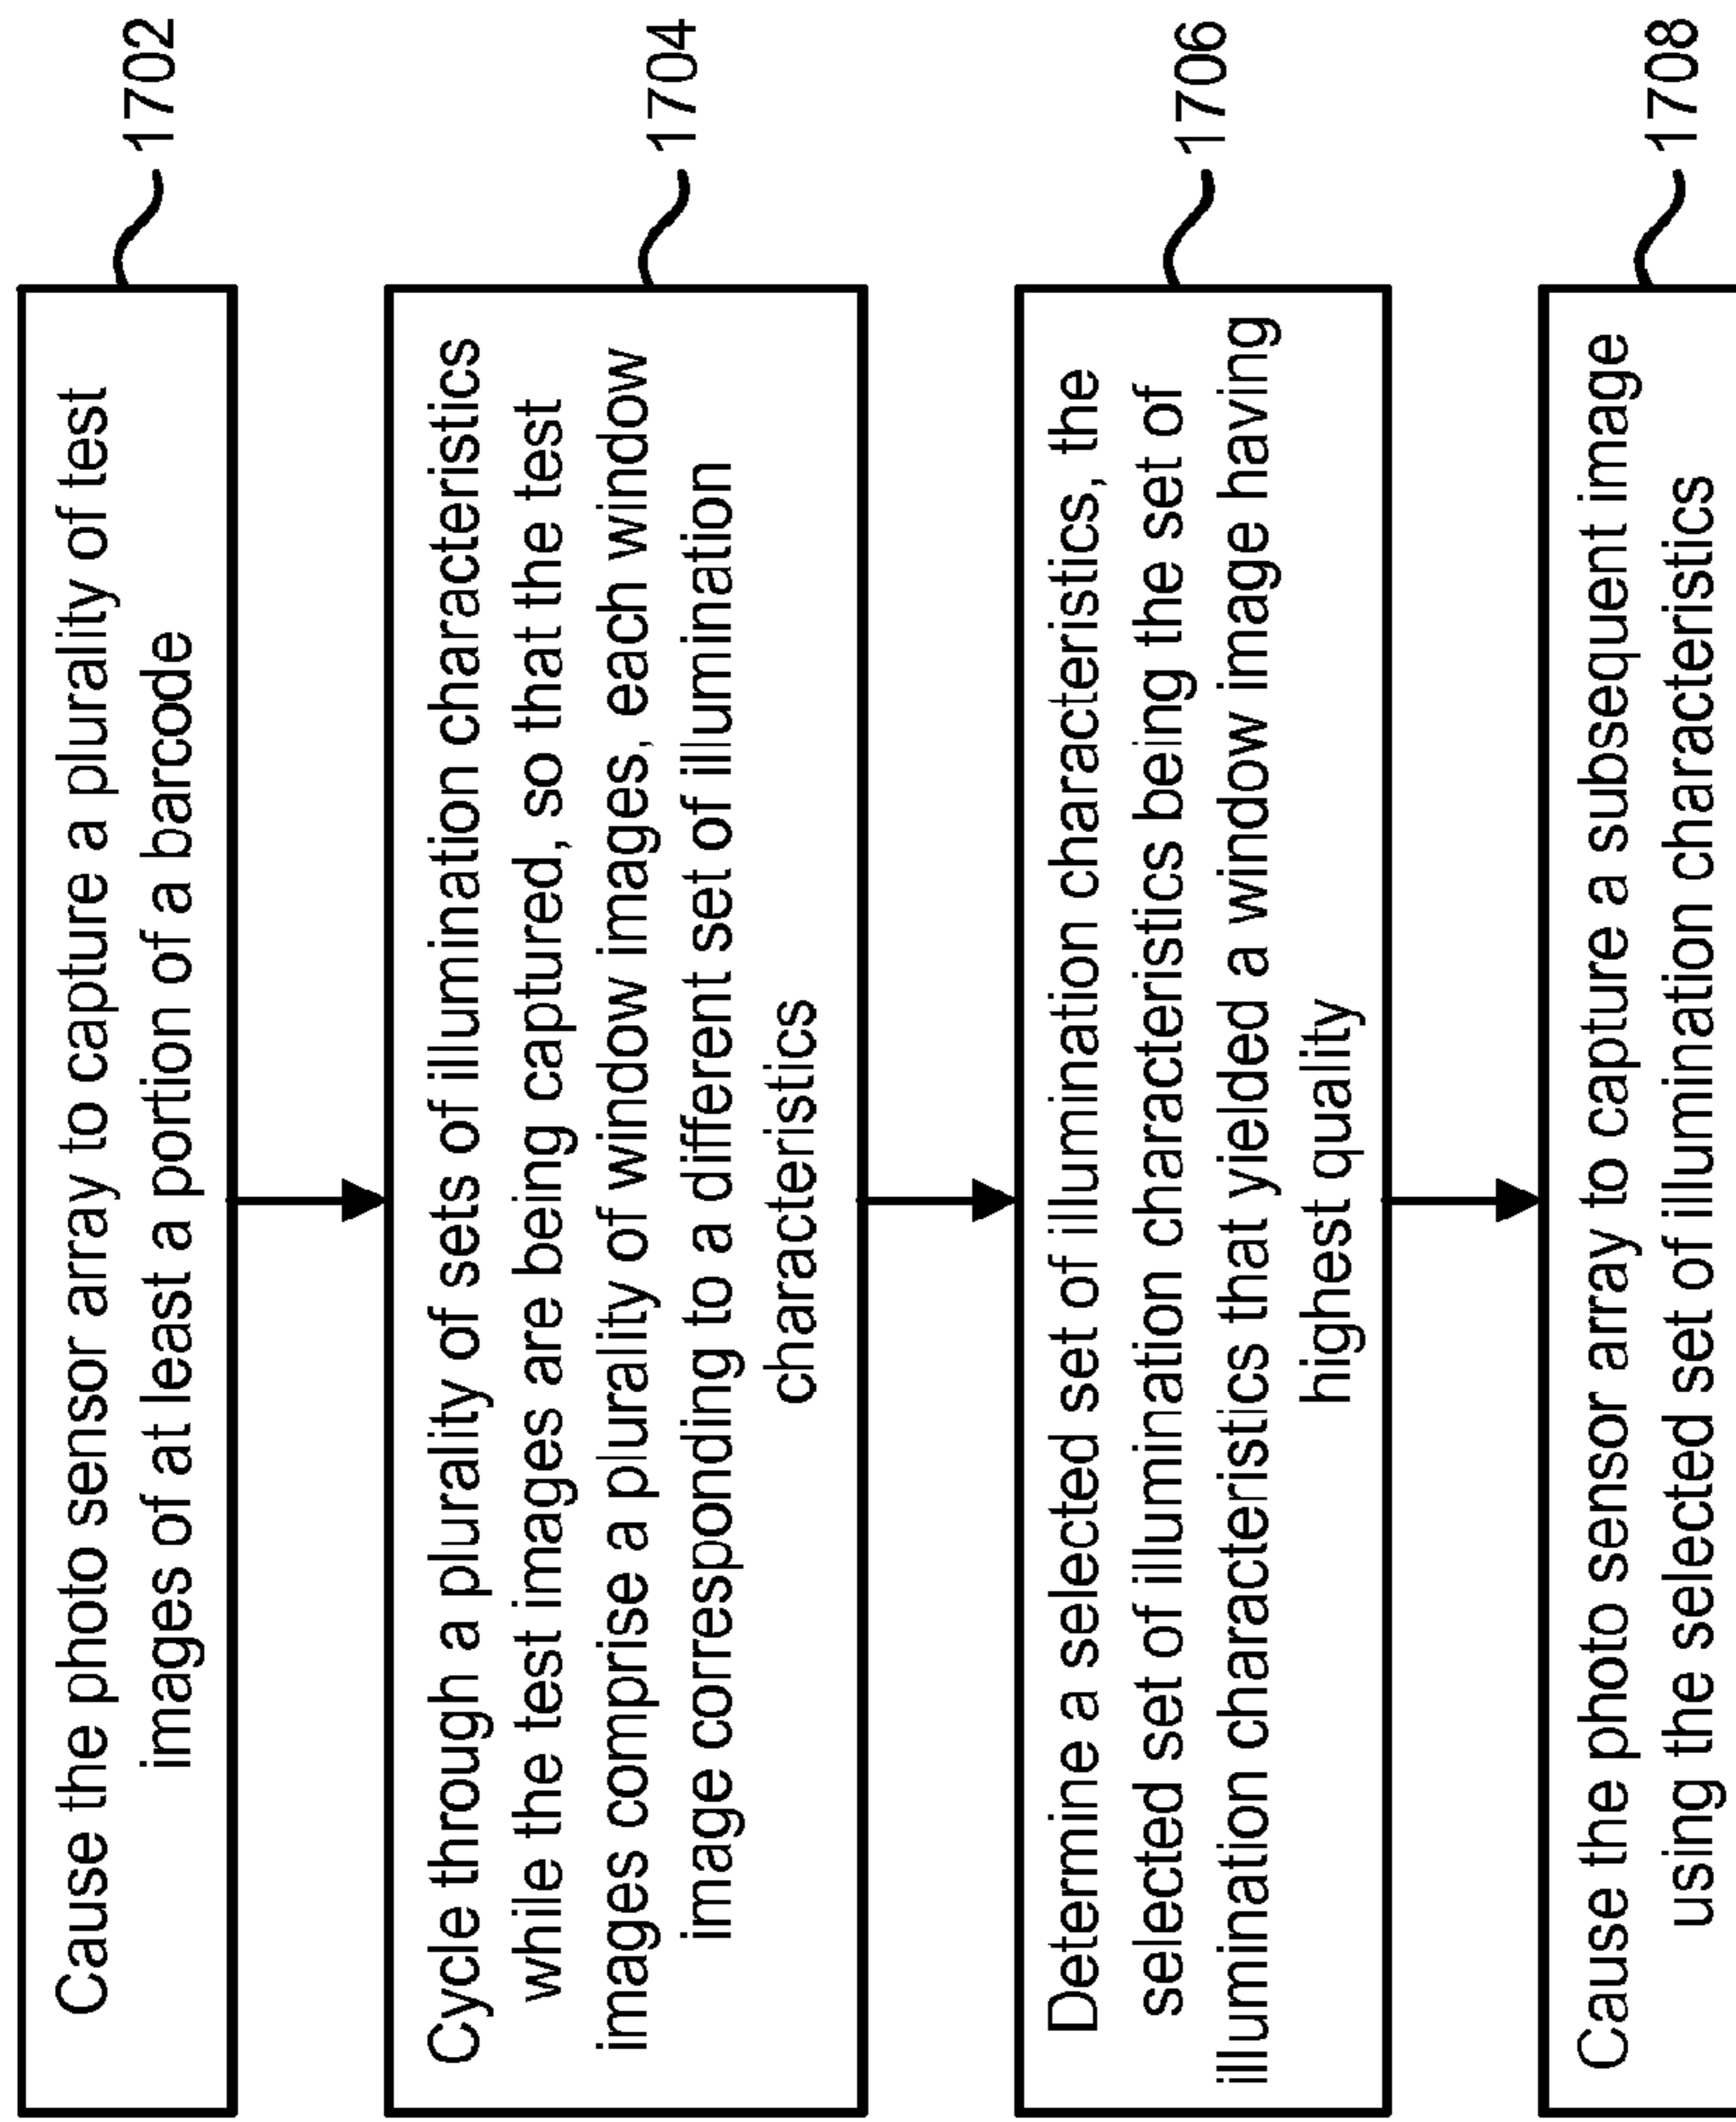 Cause the photo sensor array to capture a plurality of test
images of at least a portion of a barcode
1702
Cycle through a plurality of sets of illumination characteristics
while the test images are being captured, so that the test
images comprise a plurality of window images, each window
image corresponding to a different set of illumination
characteristics
1704
Determine a selected set of illumination characteristics, the
selected set of illumination characteristics being the set of
illumination characteristics that yielded a window image having
highest quality
1706
Cause the photo sensor array to capture a subsequent image
using the selected set of illumination characteristics
1708